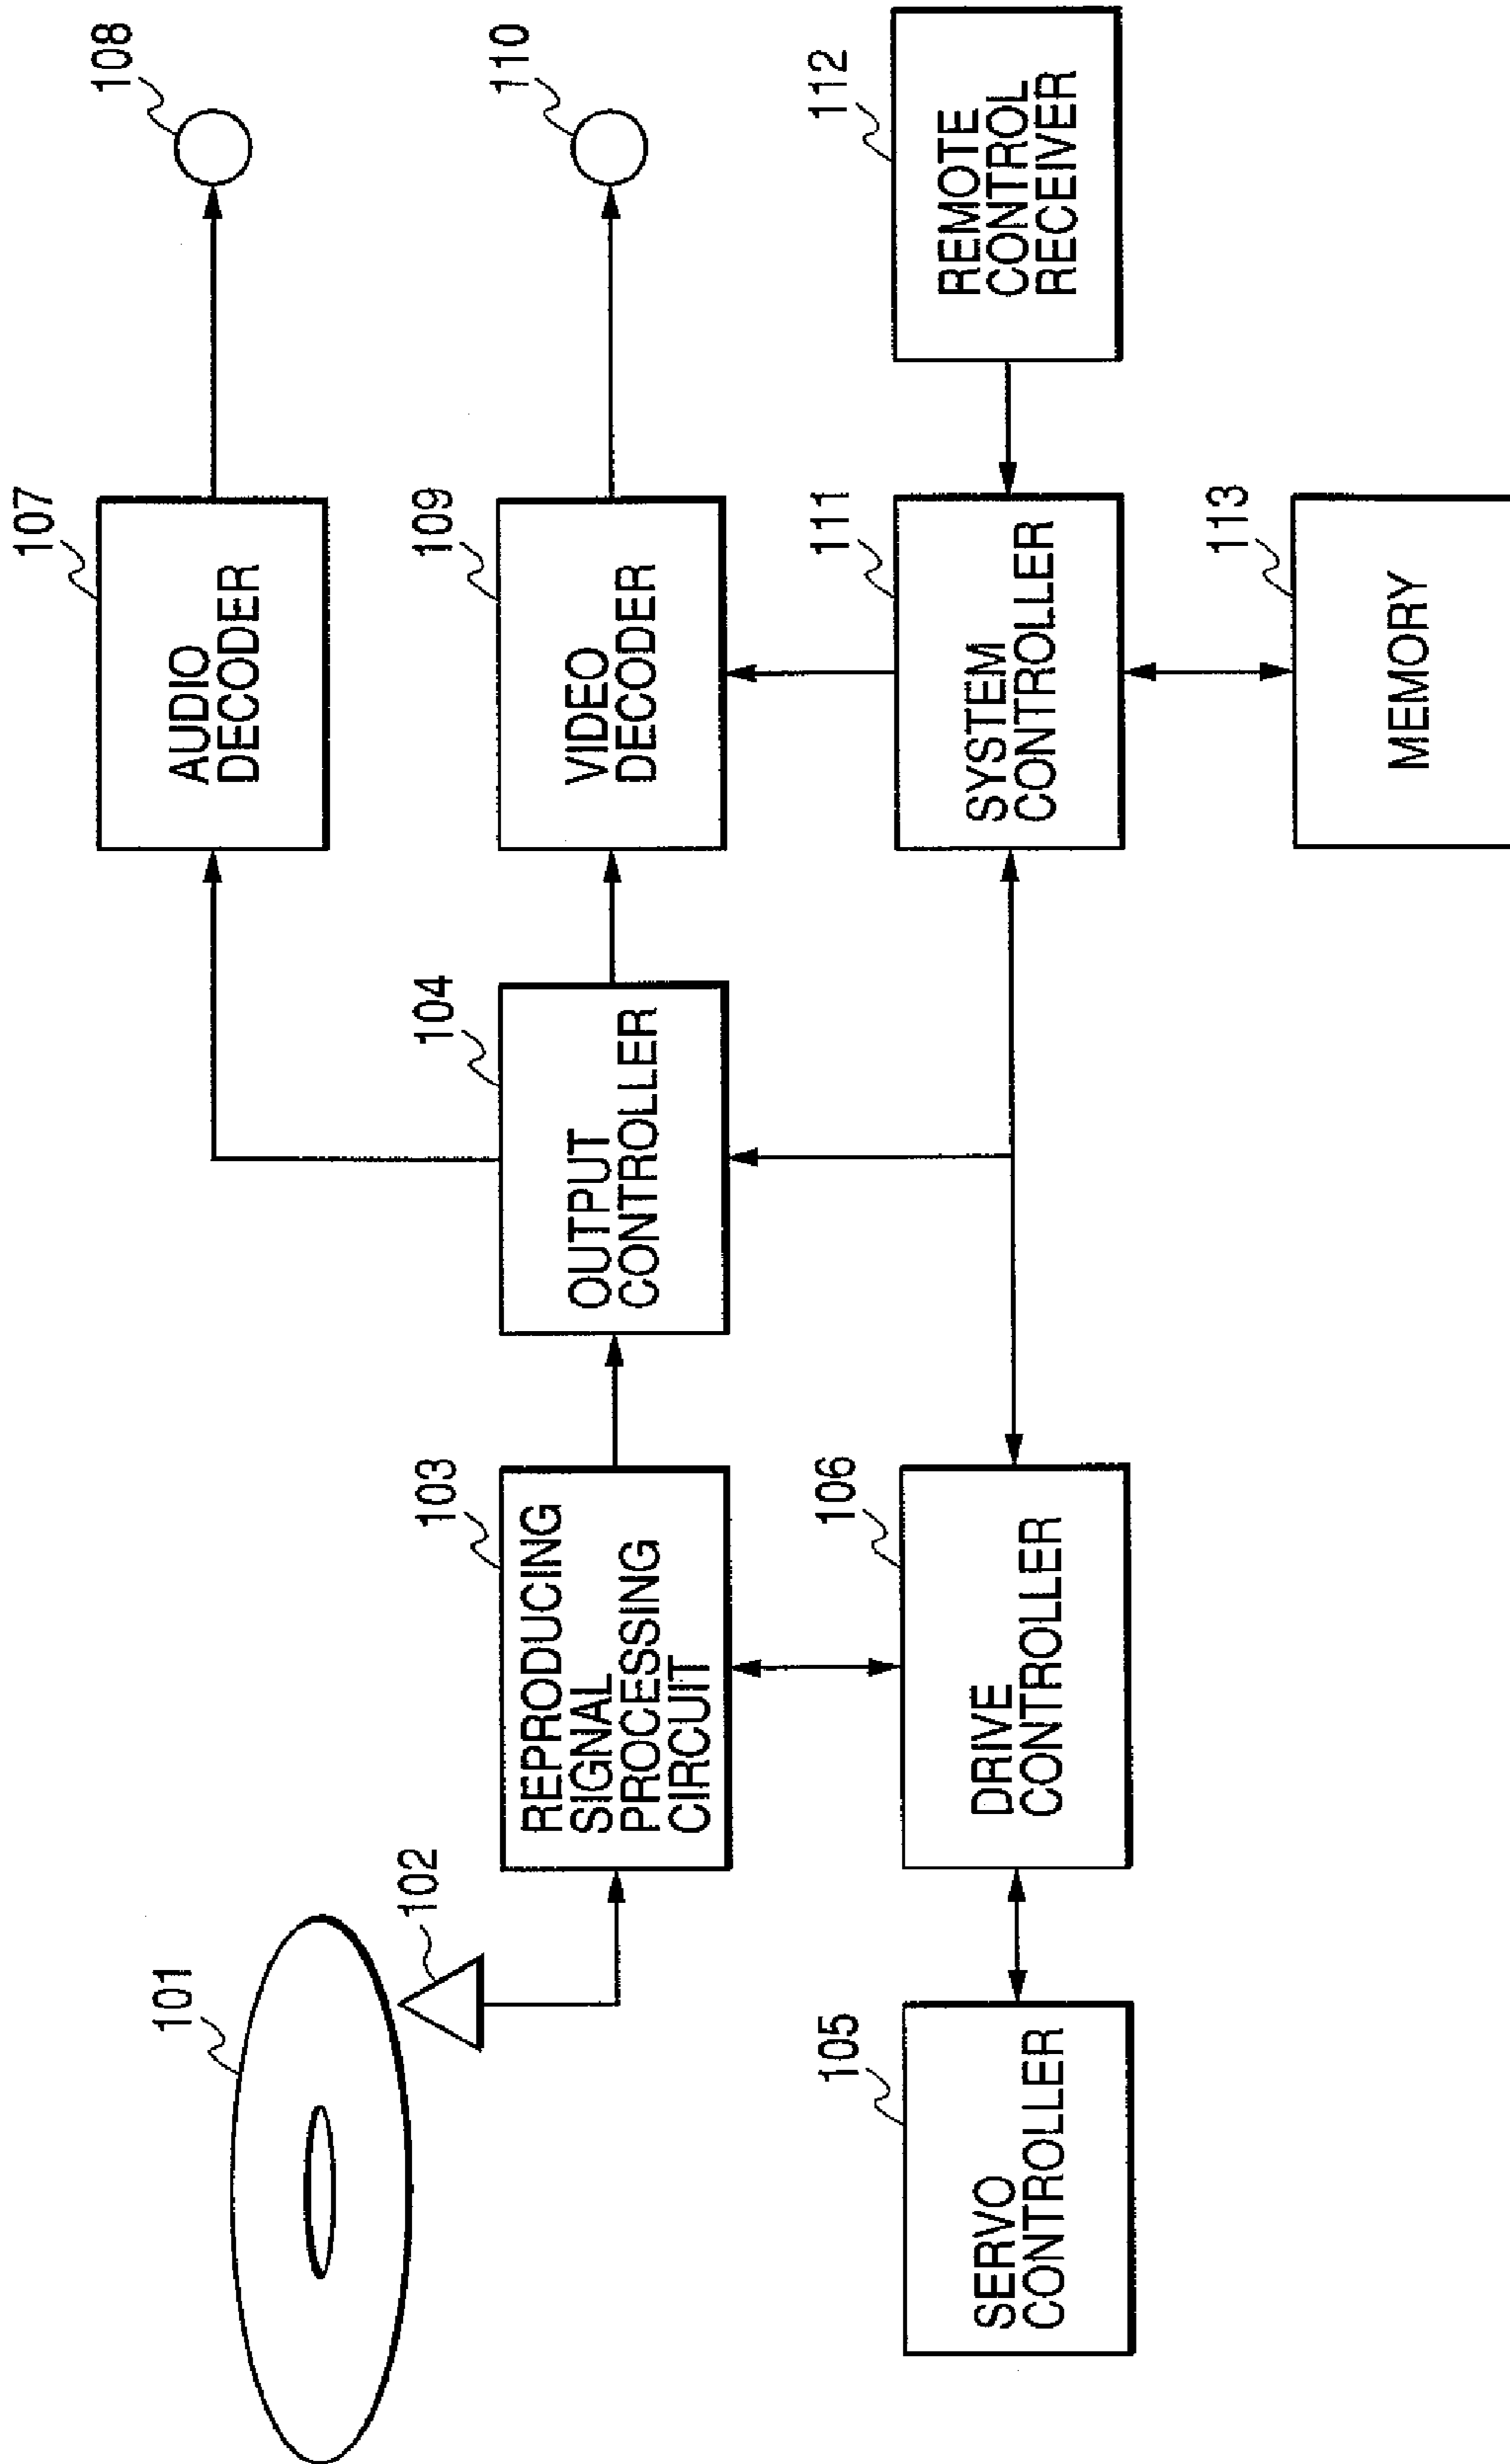 101
102
103
REPRODUCING
SIGNAL
PROCESSING
CIRCUIT
104
OUTPUT
CONTROLLER
107
AUDIO
DECODER
108
109
VIDEO
DECODER
110
105
SERVO
CONTROLLER
106
DRIVE
CONTROLLER
111
SYSTEM
CONTROLLER
112
REMOTE
CONTROL
RECEIVER
113
MEMORY